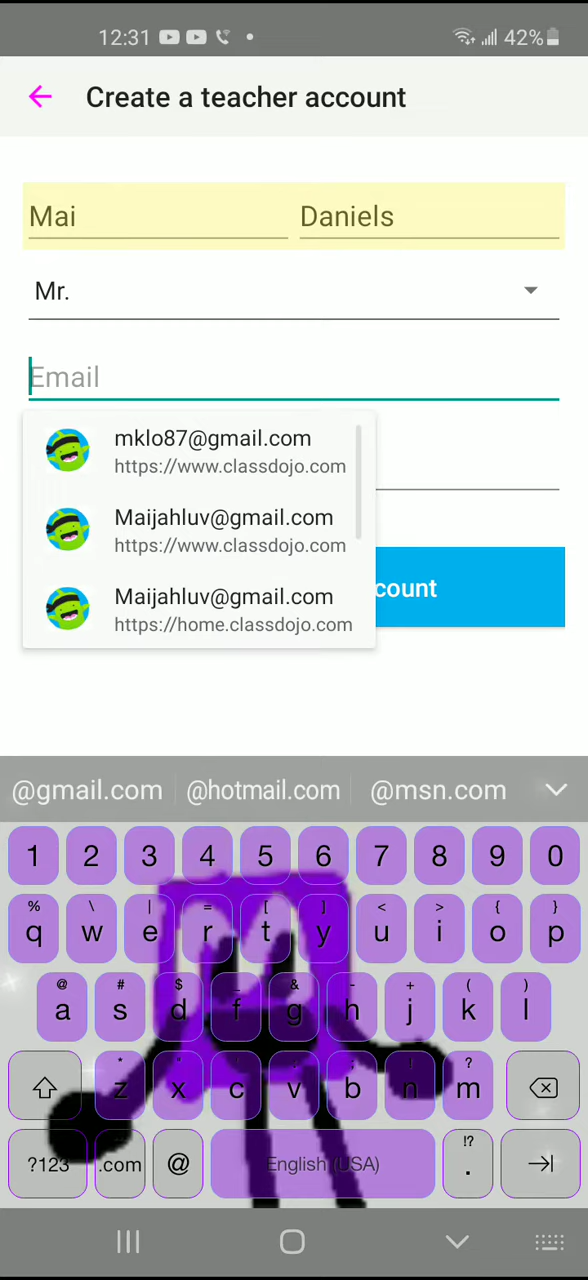 12:31 42%
Create a teacher account
Mai Daniels
Mr.
Email
mklo87@gmail.com
https://www.classdojo.com
Maijahluv@gmail.com
https://www.classdojo.com
Maijahluv@gmail.com
https://home.classdojo.com
count
@gmail.com @hotmail.com @msn.com
1 2 3 4 5 6 7 8 9 0
% \ | = [ ] < > { }
q w e r t y u i o p
@ # $ _ & - + ( )
a s d f g h j k l
* " ' : ; ! ?
z x c v b n m
!?
?123 .com @ English (USA) .